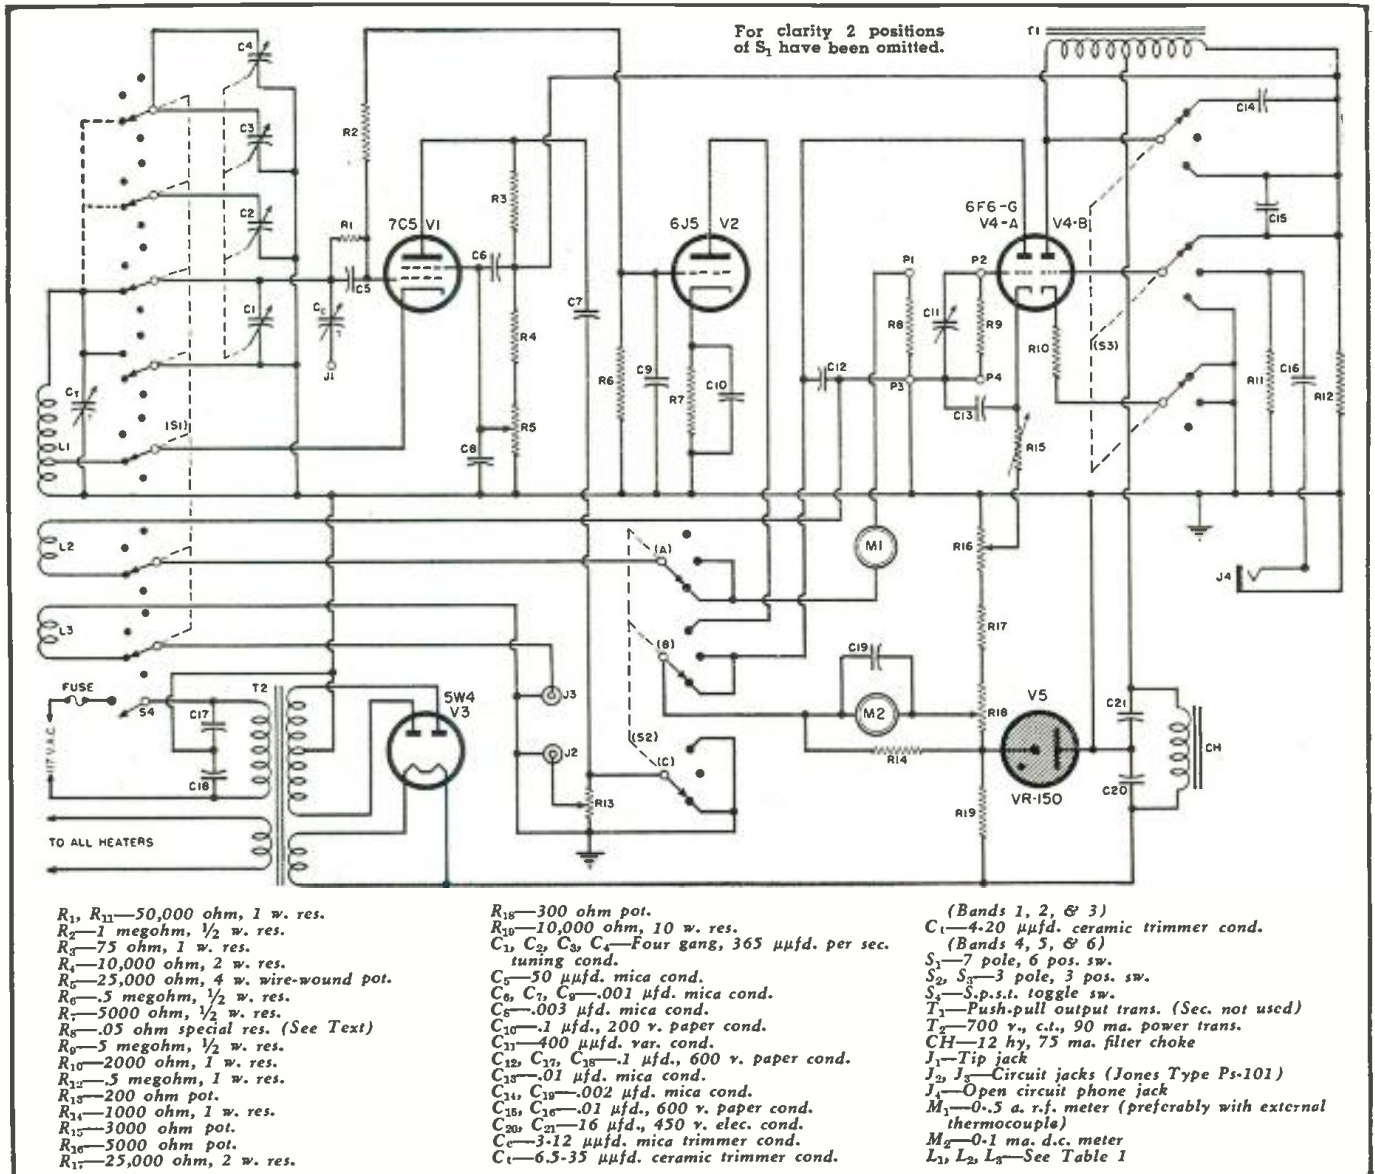 For clarity 2 positions
of S₁ have been omitted.
T1
C4
C3
C2
C1
R2
R1
7C5 V1
C5
Cc
J1
R3
C6
R4
R5
C8
C7
6J5 V2
R6
C9
R7
C10
6F6-G
V4-A V4-B
P1
P2
R8
C11
R9
R10
C12
P3
P4
C13
R15
C14
C15
(S3)
R11
C16
R12
CT
L1
(S1)
L2
L3
(A)
(B)
(S2)
(C)
M1
R16
R17
J4
C19
M2
R18
V5
VR-150
R14
R19
C21
C20
CH
FUSE
S4
117 V. A.C.
C17
C18
T2
5W4
V3
J3
J2
R13
TO ALL HEATERS
R₁, R₁₁—50,000 ohm, 1 w. res.
R₂—1 megohm, ½ w. res.
R₃—75 ohm, 1 w. res.
R₄—10,000 ohm, 2 w. res.
R₅—25,000 ohm, 4 w. wire-wound pot.
R₆—.5 megohm, ½ w. res.
R₇—5000 ohm, ½ w. res.
R₈—.05 ohm special res. (See Text)
R₉—5 megohm, ½ w. res.
R₁₀—2000 ohm, 1 w. res.
R₁₂—.5 megohm, 1 w. res.
R₁₃—200 ohm pot.
R₁₄—1000 ohm, 1 w. res.
R₁₅—3000 ohm pot.
R₁₆—5000 ohm pot.
R₁₇—25,000 ohm, 2 w. res.
R₁₈—300 ohm pot.
R₁₉—10,000 ohm, 10 w. res.
C₁, C₂, C₃, C₄—Four gang, 365 μμfd. per sec.
tuning cond.
C₅—50 μμfd. mica cond.
C₆, C₇, C₉—.001 μfd. mica cond.
C₈—.003 μfd. mica cond.
C₁₀—.1 μfd., 200 v. paper cond.
C₁₁—400 μμfd. var. cond.
C₁₂, C₁₇, C₁₈—.1 μfd., 600 v. paper cond.
C₁₃—.01 μfd. mica cond.
C₁₄, C₁₉—.002 μfd. mica cond.
C₁₅, C₁₆—.01 μfd., 600 v. paper cond.
C₂₀, C₂₁—16 μfd., 450 v. elec. cond.
Cc—3-12 μμfd. mica trimmer cond.
Ct—6.5-35 μμfd. ceramic trimmer cond.
(Bands 1, 2, & 3)
Ct—4-20 μμfd. ceramic trimmer cond.
(Bands 4, 5, & 6)
S₁—7 pole, 6 pos. sw.
S₂, S₃—3 pole, 3 pos. sw.
S₄—S.p.s.t. toggle sw.
T₁—Push-pull output trans. (Sec. not used)
T₂—700 v., c.t., 90 ma. power trans.
CH—12 hy, 75 ma. filter choke
J₁—Tip jack
J₂, J₃—Circuit jacks (Jones Type Ps-101)
J₄—Open circuit phone jack
M₁—0-.5 a. r.f. meter (preferably with external
thermocouple)
M₂—0-1 ma. d.c. meter
L₁, L₂, L₃—See Table 1